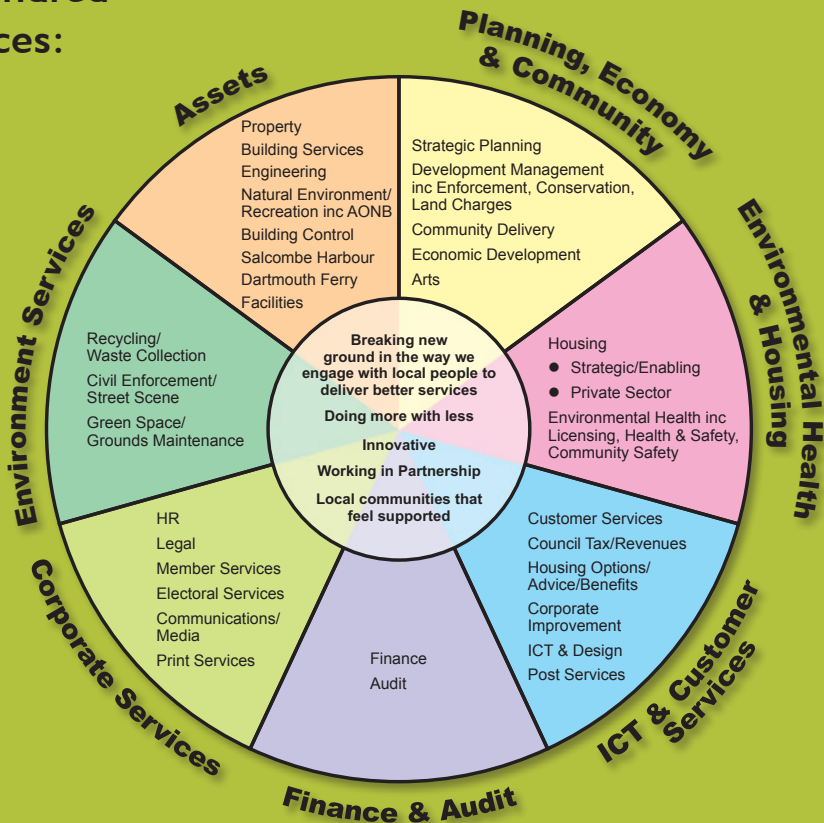 ces:
Assets
Property
Building Services
Engineering
Natural Environment/
Recreation inc AONB
Building Control
Salcombe Harbour
Dartmouth Ferry
Facilities
Planning, Economy
& Community
Strategic Planning
Development Management
inc Enforcement, Conservation,
Land Charges
Community Delivery
Economic Development
Arts
Environmental Health
& Housing
Housing
● Strategic/Enabling
● Private Sector
Environmental Health inc
Licensing, Health & Safety,
Community Safety
ICT & Customer
Services
Customer Services
Council Tax/Revenues
Housing Options/
Advice/Benefits
Corporate
Improvement
ICT & Design
Post Services
Finance & Audit
Finance
Audit
Corporate Services
HR
Legal
Member Services
Electoral Services
Communications/
Media
Print Services
Environment Services
Recycling/
Waste Collection
Civil Enforcement/
Street Scene
Green Space/
Grounds Maintenance
Breaking new
ground in the way we
engage with local people to
deliver better services
Doing more with less
Innovative
Working in Partnership
Local communities that
feel supported